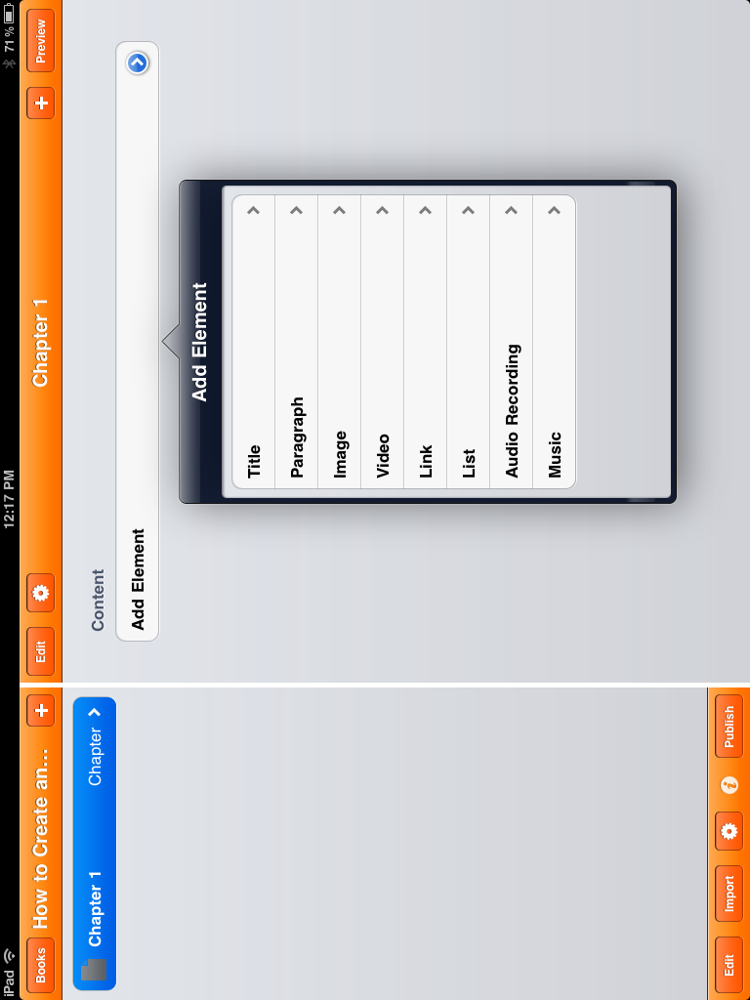 iPad
12:17 PM
71 %
Books
How to Create an...
+
Edit
Chapter 1
+
Preview
Chapter 1
Chapter
Content
Add Element
Add Element
Title
Paragraph
Image
Video
Link
List
Audio Recording
Music
Edit
Import
i
Publish